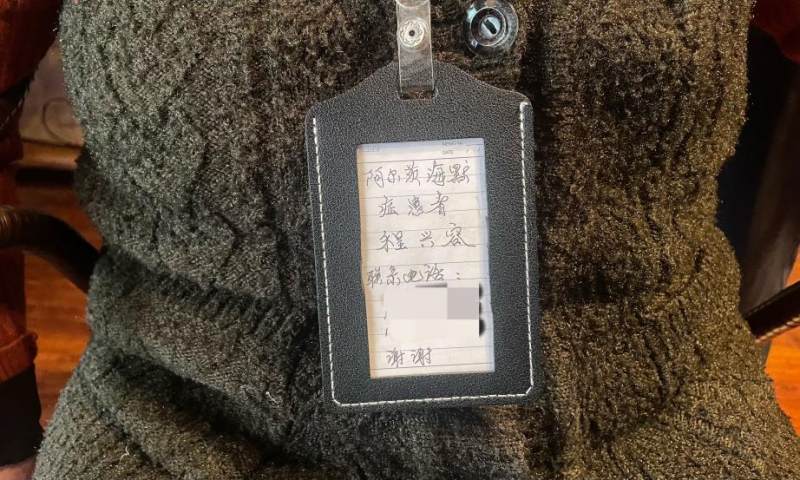 阿尔茨海默
症患者
程兴容
联系电话：
谢谢